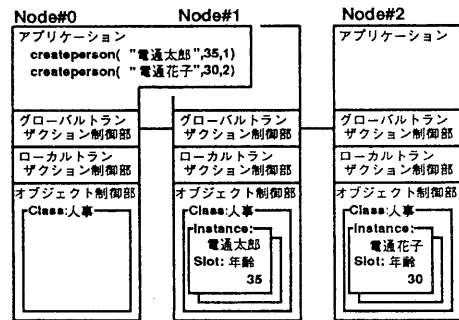 Node#0
アプリケーション
createperson( "電通太郎",35,1)
createperson( "電通花子",30,2)
グローバルトラン
ザクション制御部
ローカルトラン
ザクション制御部
オブジェクト制御部
Class:人事
Node#1
グローバルトラン
ザクション制御部
ローカルトラン
ザクション制御部
オブジェクト制御部
Class:人事
Instance:
電通太郎
Slot: 年齢
35
Node#2
アプリケーション
グローバルトラン
ザクション制御部
ローカルトラン
ザクション制御部
オブジェクト制御部
Class:人事
Instance:
電通花子
Slot: 年齢
30